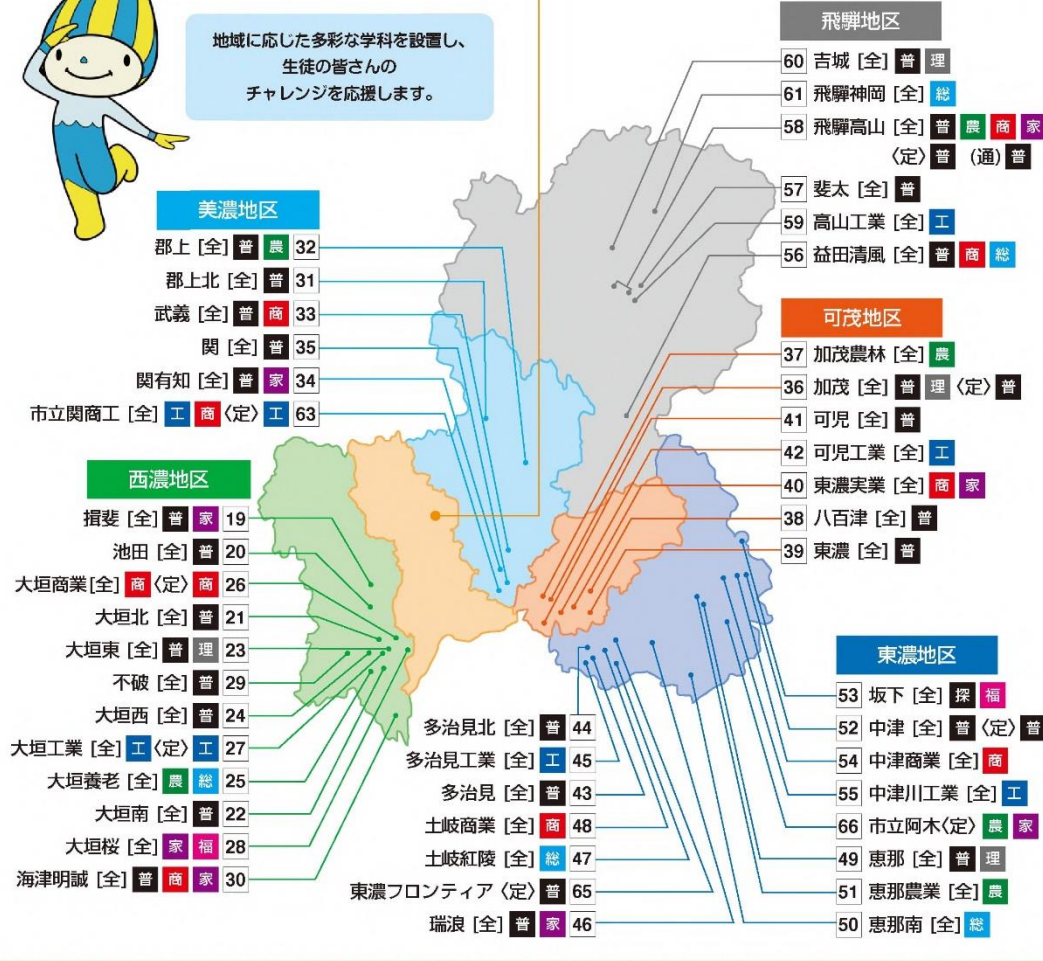 地域に応じた多彩な学科を設置し、
生徒の皆さんの
チャレンジを応援します。
飛騨地区
60 吉城 [全] 普 理
61 飛騨神岡 [全] 総
58 飛騨高山 [全] 普 農 商 家
〈定〉 普 (通) 普
57 斐太 [全] 普
59 高山工業 [全] 工
56 益田清風 [全] 普 商 総
美濃地区
郡上 [全] 普 農 32
郡上北 [全] 普 31
武義 [全] 普 商 33
関 [全] 普 35
関有知 [全] 普 家 34
市立関商工 [全] 工 商 〈定〉 工 63
可茂地区
37 加茂農林 [全] 農
36 加茂 [全] 普 理 〈定〉 普
41 可児 [全] 普
42 可児工業 [全] 工
40 東濃実業 [全] 商 家
38 八百津 [全] 普
39 東濃 [全] 普
西濃地区
揖斐 [全] 普 家 19
池田 [全] 普 20
大垣商業[全] 商 〈定〉 商 26
大垣北 [全] 普 21
大垣東 [全] 普 理 23
不破 [全] 普 29
大垣西 [全] 普 24
大垣工業 [全] 工 〈定〉 工 27
大垣養老 [全] 農 総 25
大垣南 [全] 普 22
大垣桜 [全] 家 福 28
海津明誠 [全] 普 商 家 30
多治見北 [全] 普 44
多治見工業 [全] 工 45
多治見 [全] 普 43
土岐商業 [全] 商 48
土岐紅陵 [全] 総 47
東濃フロンティア 〈定〉 普 65
瑞浪 [全] 普 家 46
東濃地区
53 坂下 [全] 探 福
52 中津 [全] 普 〈定〉 普
54 中津商業 [全] 商
55 中津川工業 [全] 工
66 市立阿木〈定〉 農 家
49 恵那 [全] 普 理
51 恵那農業 [全] 農
50 恵那南 [全] 総